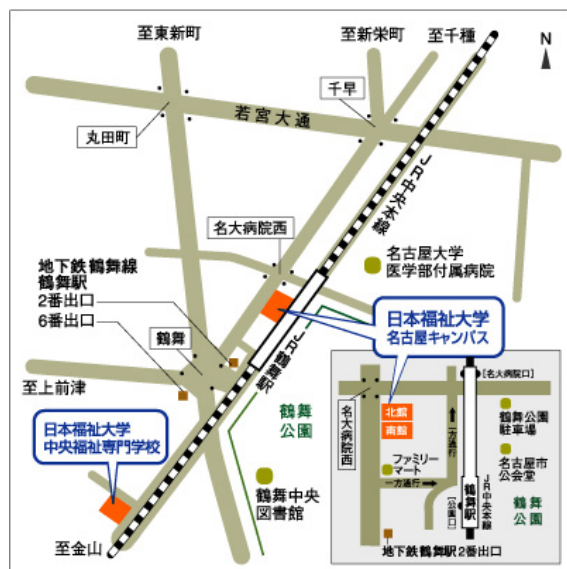 至東新町
至新栄町
至千種
N
千早
若宮大通
丸田町
JR中央本線
名大病院西
名古屋大学
医学部付属病院
地下鉄鶴舞線
鶴舞駅
2番出口
6番出口
鶴舞
JR鶴舞駅
日本福祉大学
名古屋キャンパス
至上前津
鶴舞
公園
日本福祉大学
中央福祉専門学校
鶴舞中央
図書館
至金山
[名大病院口]
名大病院西
北館
南館
一方通行
鶴舞公園
駐車場
ファミリー
マート
名古屋市
公会堂
一方通行
[公園口]
鶴舞駅
JR中央本線
鶴舞
公園
地下鉄鶴舞駅2番出口